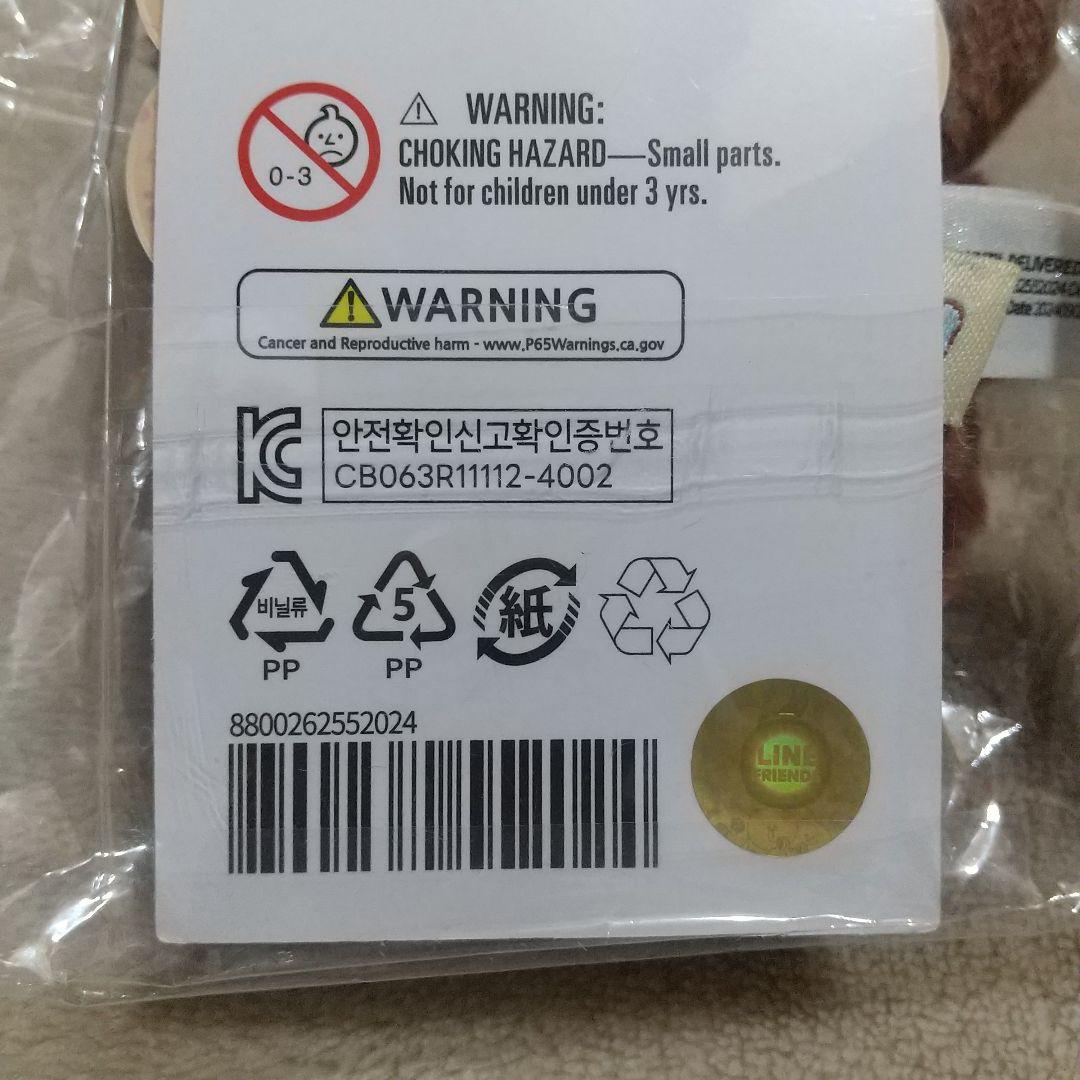 0-3
WARNING:
CHOKING HAZARD—Small parts.
Not for children under 3 yrs.
WARNING
Cancer and Reproductive harm - www.P65Warnings.ca.gov
안전확인신고확인증번호
CB063R11112-4002
비닐류
PP
5
PP
紙
8800262552024
LINE
FRIENDS
DELIVERED